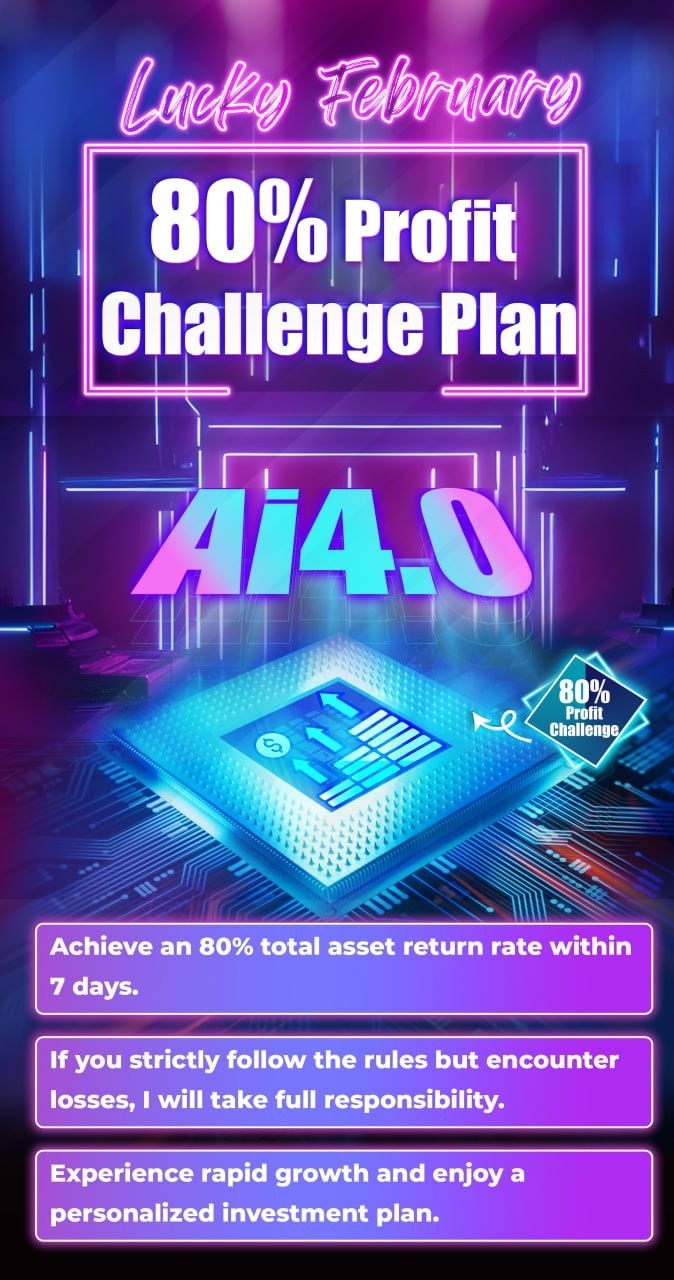 Lucky February
80% Profit
Challenge Plan
Ai4.0
80%
Profit
Challenge
Achieve an 80% total asset return rate within
7 days.
If you strictly follow the rules but encounter
losses, I will take full responsibility.
Experience rapid growth and enjoy a
personalized investment plan.